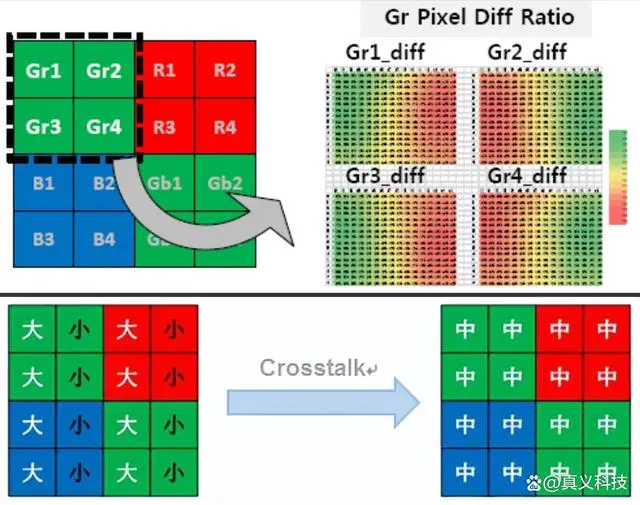 Gr Pixel Diff Ratio
Gr1 Gr2 R1 R2
Gr3 Gr4 R3 R4
B1 B2 Gb1 Gb2
B3 B4
Gr1_diff Gr2_diff
Gr3_diff Gr4_diff
大 小 大 小
大 小 大 小
大 小 大 小
大 小 大 小
Crosstalk↵
中 中 中 中
中 中 中 中
中 中 中 中
中 中 中 中
@真义科技